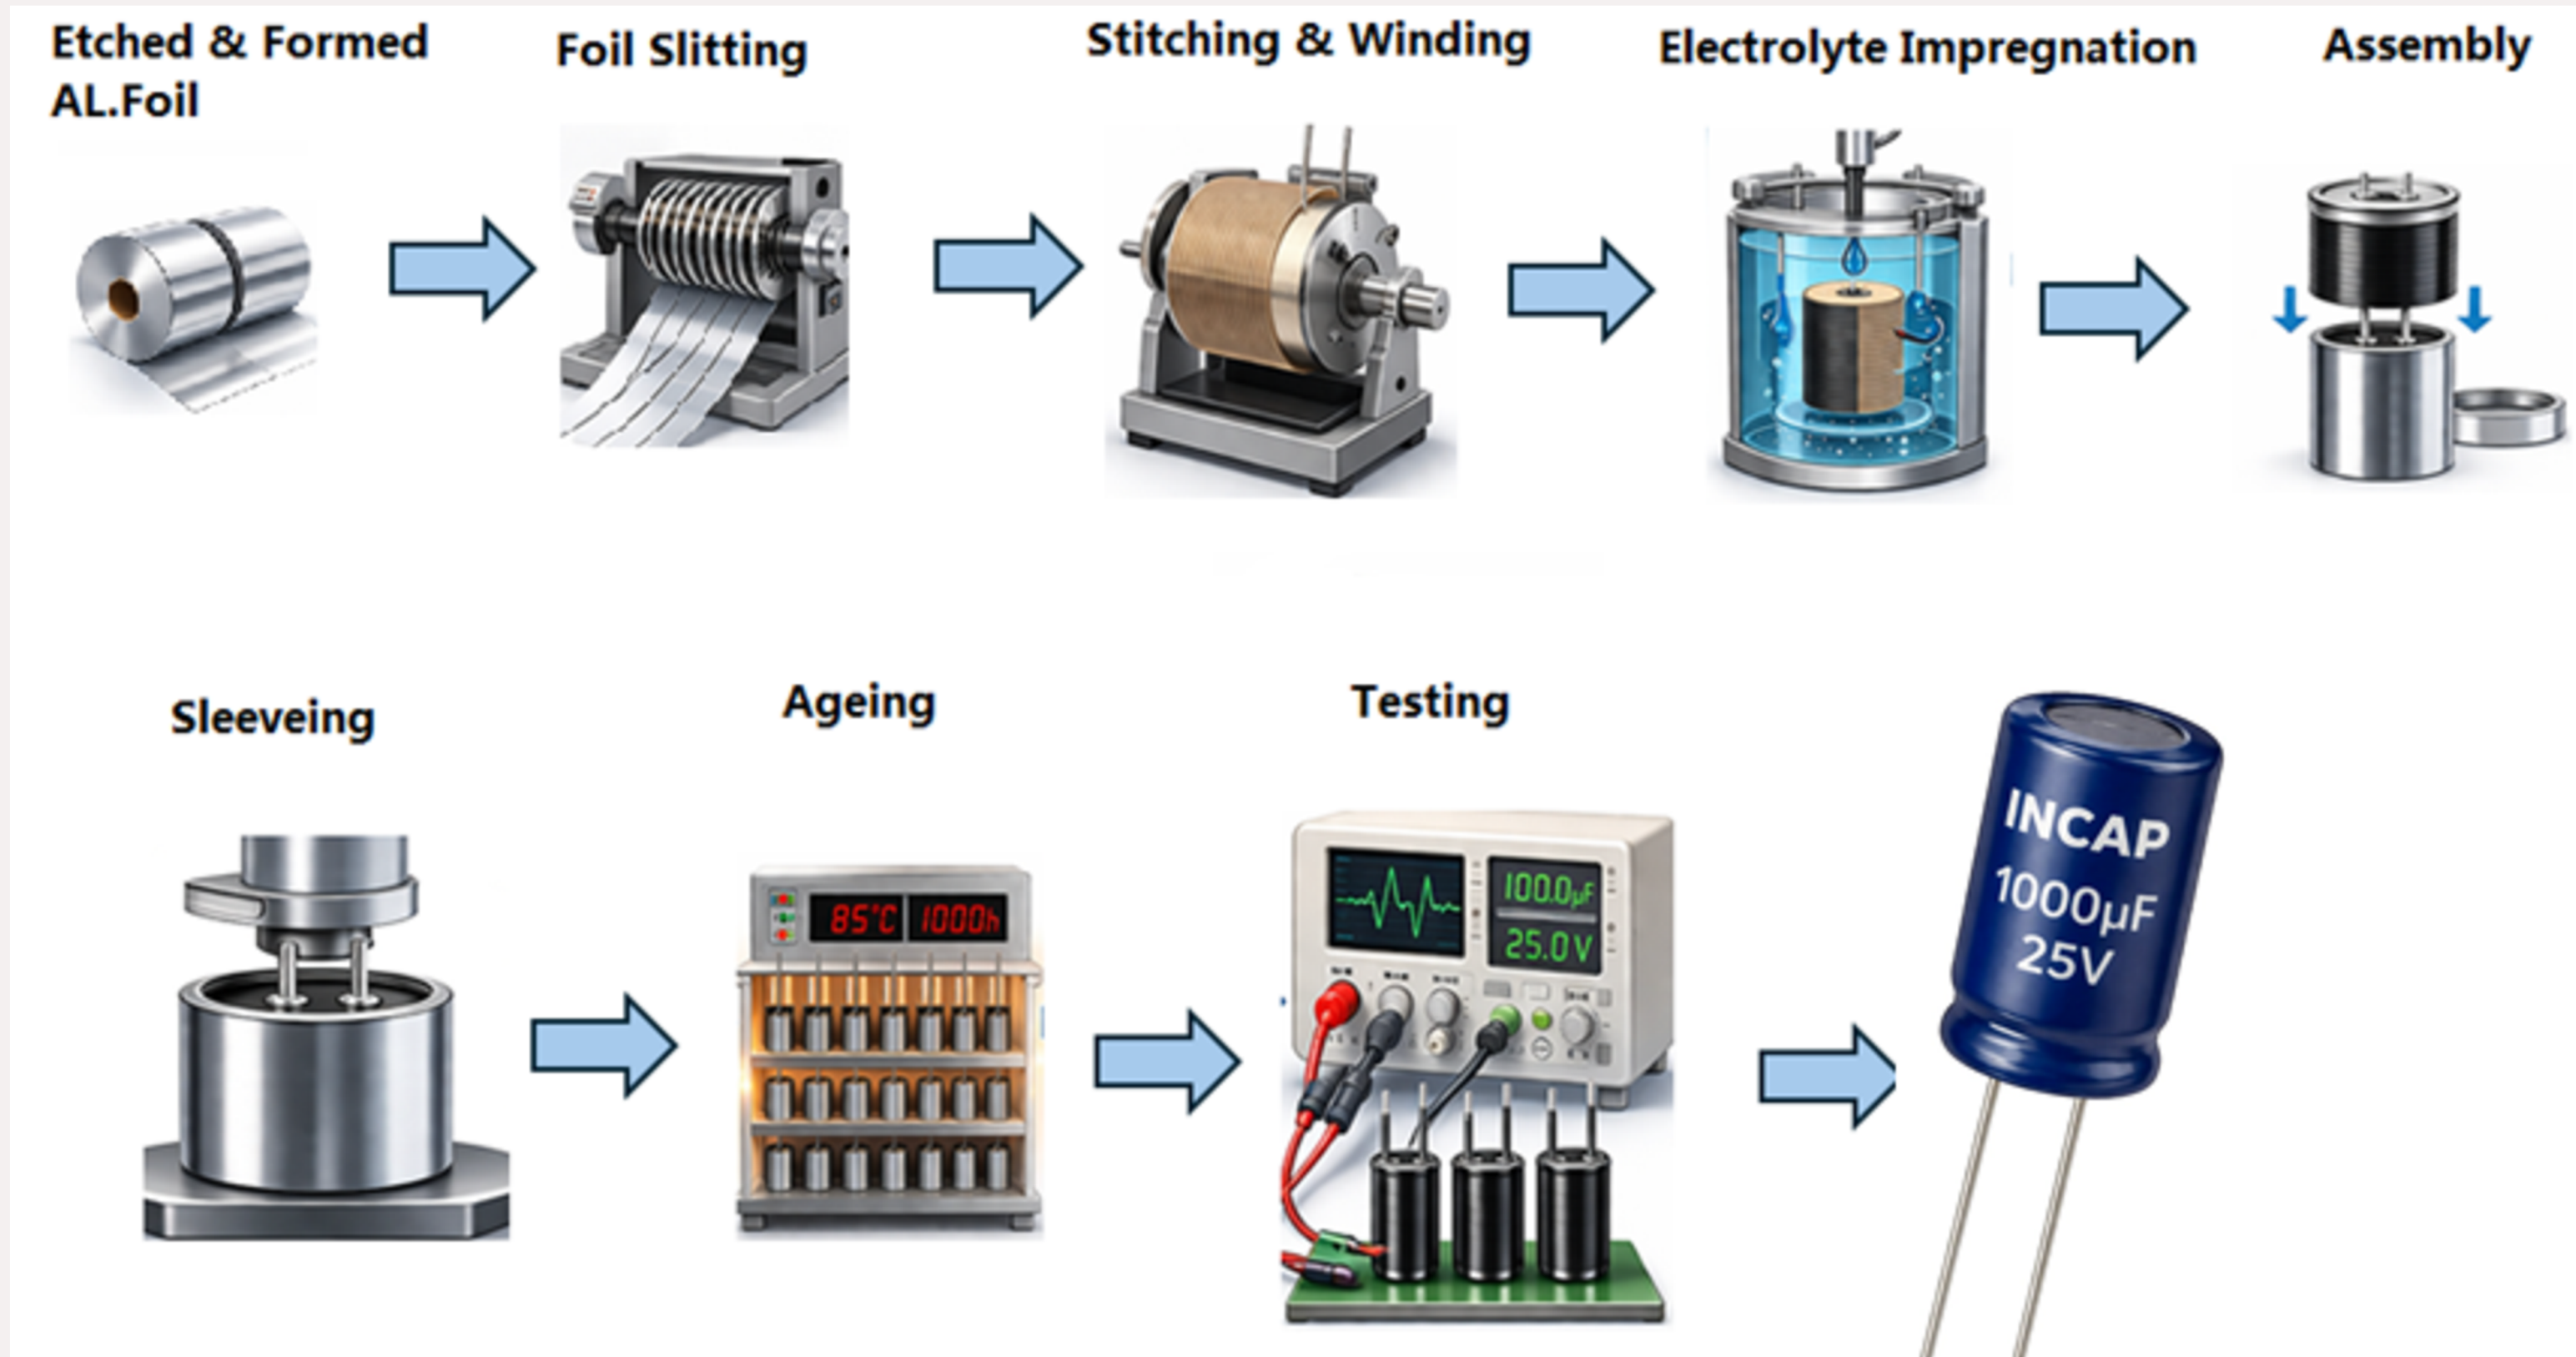 Etched & Formed
AL.Foil
Foil Slitting
Stitching & Winding
Electrolyte Impregnation
Assembly
Sleeveing
Ageing
Testing
85°C 1000h
100.0µF
25.0V
INCAP
1000µF
25V